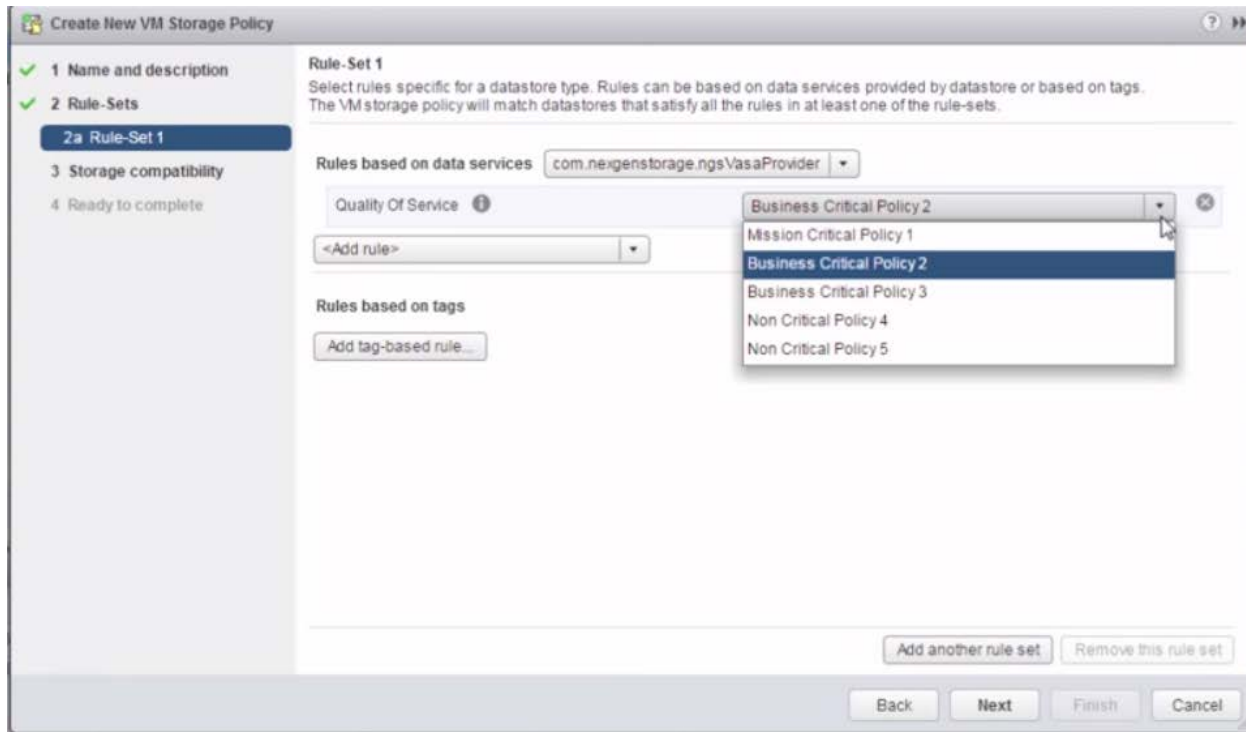 Create New VM Storage Policy
1 Name and description
2 Rule-Sets
2a Rule-Set 1
3 Storage compatibility
4 Ready to complete
Rule-Set 1
Select rules specific for a datastore type. Rules can be based on data services provided by datastore or based on tags.
The VM storage policy will match datastores that satisfy all the rules in at least one of the rule-sets.
Rules based on data services com.nexgenstorage.ngsVasaProvider
Quality Of Service Business Critical Policy 2
<Add rule>
Mission Critical Policy 1
Business Critical Policy 2
Business Critical Policy 3
Non Critical Policy 4
Non Critical Policy 5
Rules based on tags
Add tag-based rule...
Add another rule set Remove this rule set
Back Next Finish Cancel